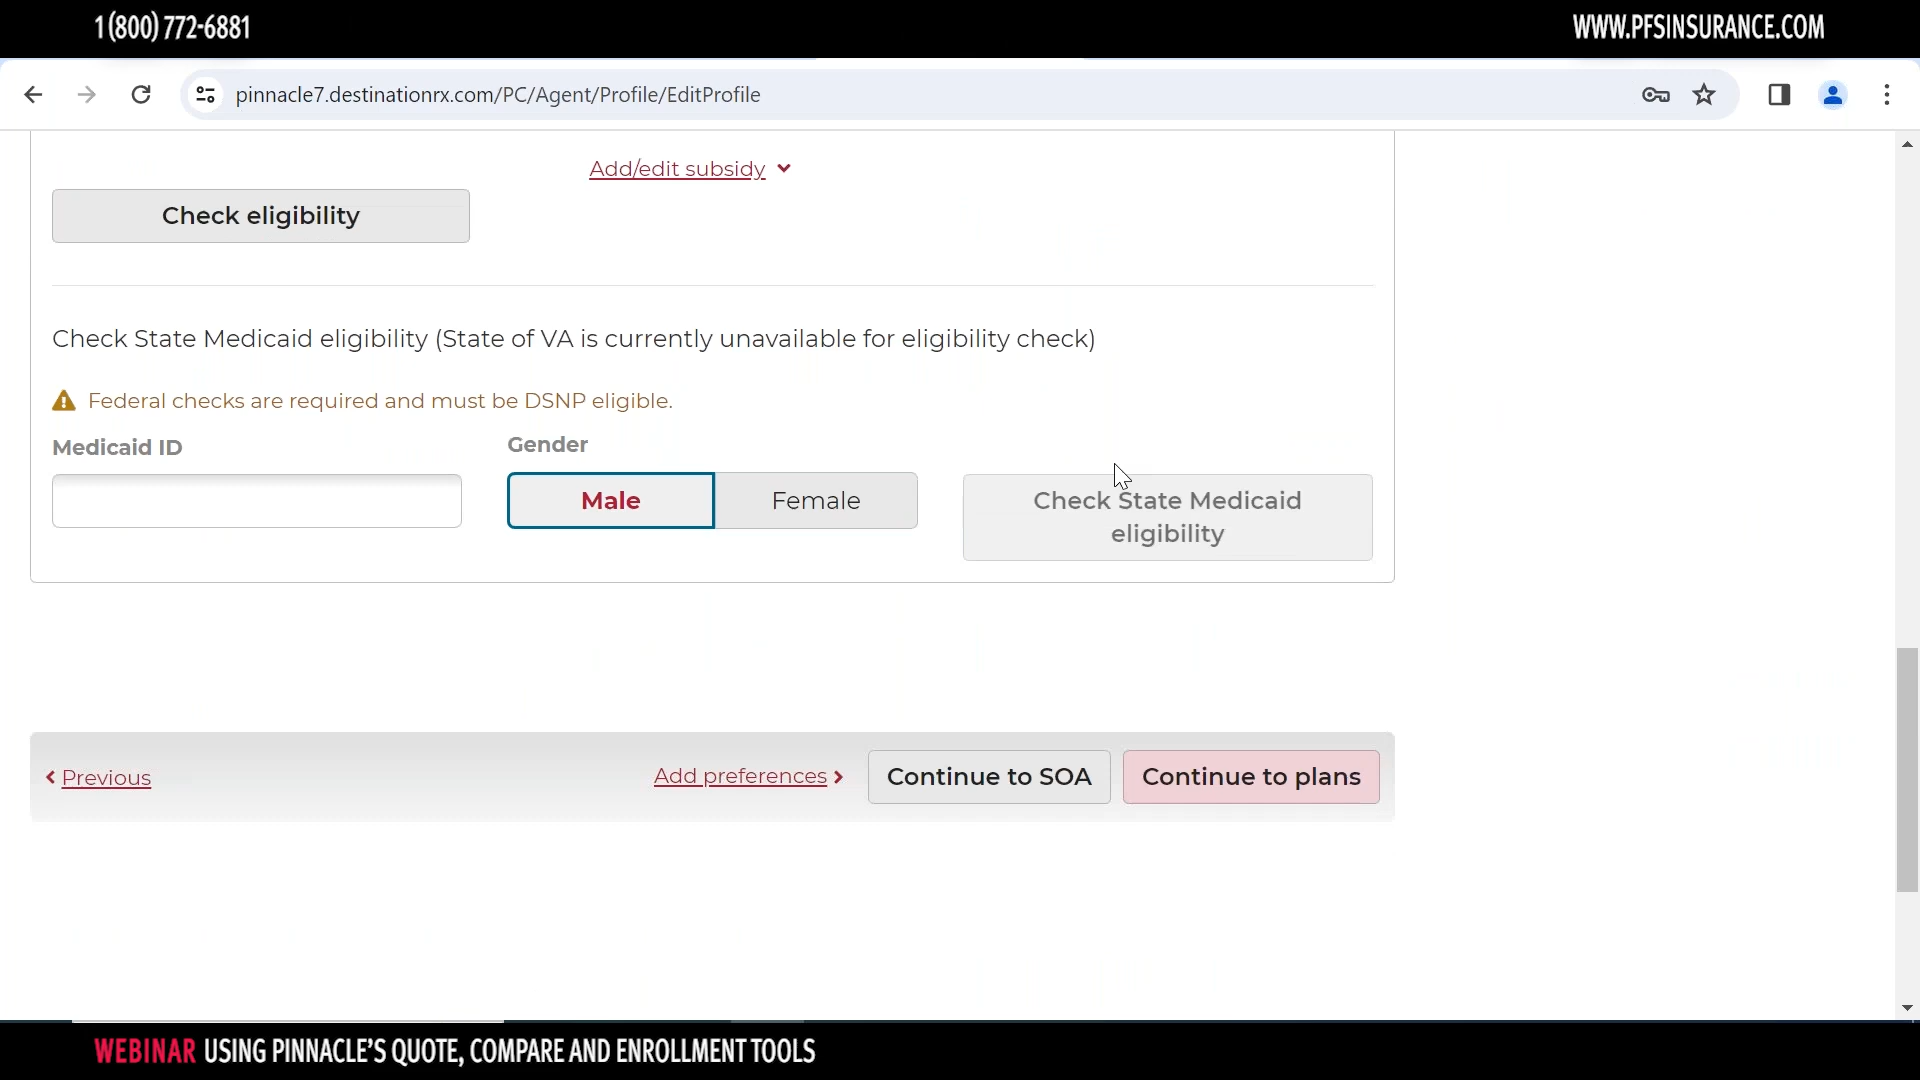 1 (800) 772-6881
WWW.PFSINSURANCE.COM
pinnacle7.destinationrx.com/PC/Agent/Profile/EditProfile
Add/edit subsidy
Check eligibility
Check State Medicaid eligibility (State of VA is currently unavailable for eligibility check)
Federal checks are required and must be DSNP eligible.
Medicaid ID
Gender
Male
Female
Check State Medicaid
eligibility
Previous
Add preferences
Continue to SOA
Continue to plans
WEBINAR USING PINNACLE'S QUOTE, COMPARE AND ENROLLMENT TOOLS